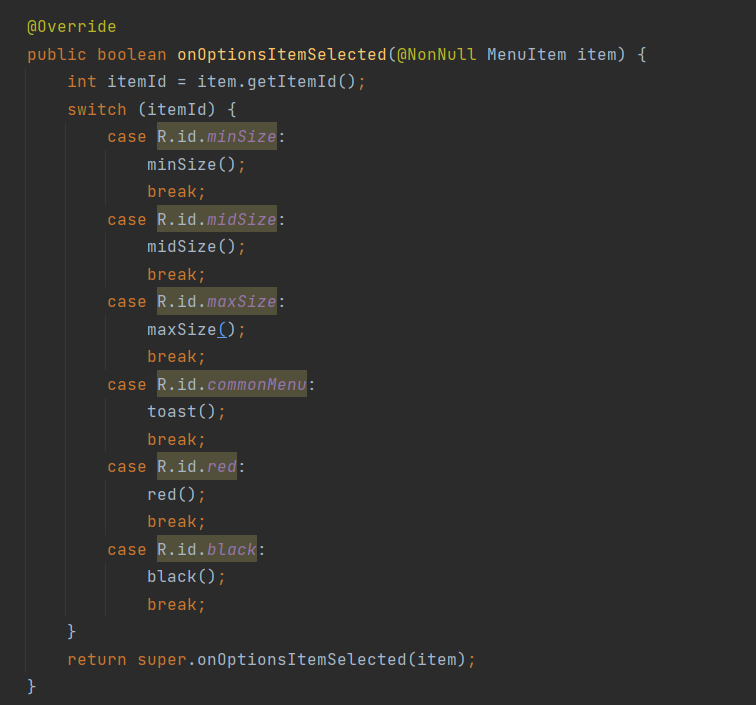 @Override
public boolean onOptionsItemSelected(@NonNull MenuItem item) {
    int itemId = item.getItemId();
    switch (itemId) {
        case R.id.minSize:
            minSize();
            break;
        case R.id.midSize:
            midSize();
            break;
        case R.id.maxSize:
            maxSize();
            break;
        case R.id.commonMenu:
            toast();
            break;
        case R.id.red:
            red();
            break;
        case R.id.black:
            black();
            break;
    }
    return super.onOptionsItemSelected(item);
}